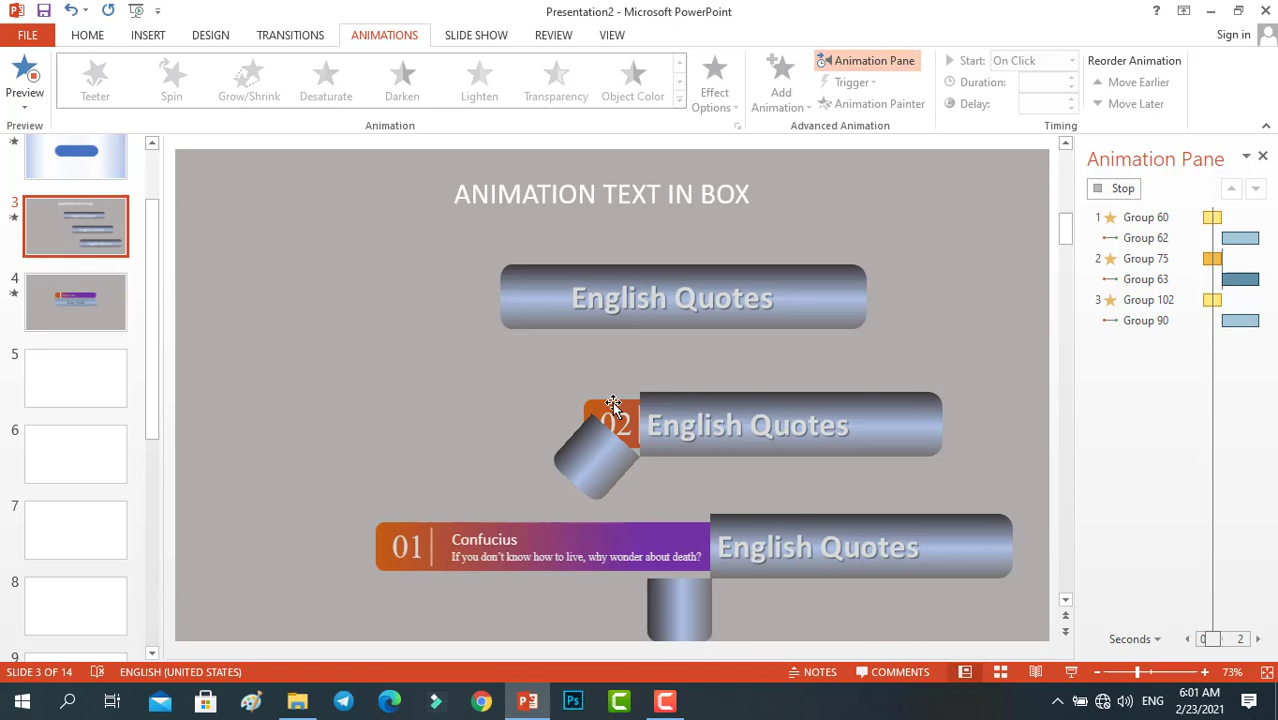 Presentation2 - Microsoft PowerPoint
?
FILE HOME INSERT DESIGN TRANSITIONS ANIMATIONS SLIDE SHOW REVIEW VIEW Sign in
Preview
Teeter Spin Grow/Shrink Desaturate Darken Lighten Transparency Object Color
Effect Options
Add Animation
Animation Pane
Trigger
Animation Painter
Start: On Click
Duration:
Delay:
Reorder Animation
Move Earlier
Move Later
Preview Animation Advanced Animation Timing
3
4
5
6
7
8
9
ANIMATION TEXT IN BOX
English Quotes
02 English Quotes
01 Confucius
If you don't know how to live, why wonder about death?
English Quotes
Animation Pane
Stop
1 Group 60
Group 62
2 Group 75
Group 63
3 Group 102
Group 90
Seconds 0 2
SLIDE 3 OF 14 ENGLISH (UNITED STATES) NOTES COMMENTS 73%
Ps
ENG
6:01 AM
2/23/2021